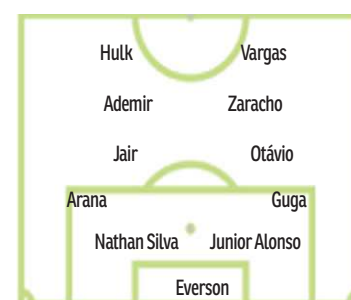 Hulk Vargas
Ademir Zaracho
Jair Otávio
Arana Guga
Nathan Silva Junior Alonso
Everson